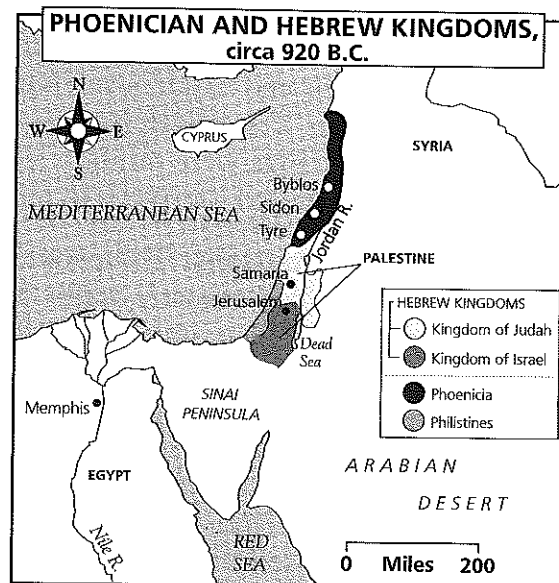 PHOENICIAN AND HEBREW KINGDOMS,
circa 920 B.C.
N
W
E
S
CYPRUS
SYRIA
MEDITERRANEAN SEA
Byblos
Sidon
Tyre
Jordan R.
PALESTINE
Samaria
Jerusalem
Dead
Sea
HEBREW KINGDOMS
Kingdom of Judah
Kingdom of Israel
Phoenicia
Philistines
Memphis
SINAI
PENINSULA
EGYPT
Nile R.
RED
SEA
ARABIAN
DESERT
0 Miles 200